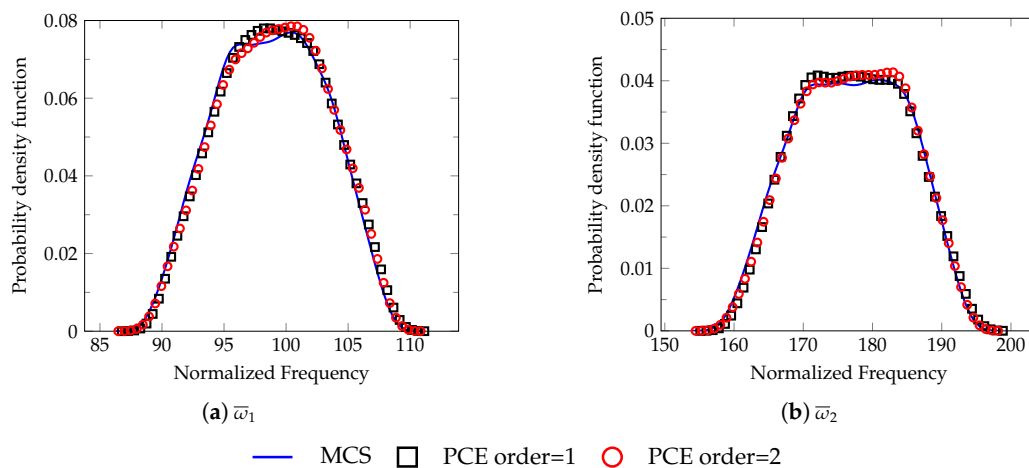 0.08
0.06
0.04
0.02
0
Probability density function
85 90 95 100 105 110
Normalized Frequency
(a) ω̅₁
0.05
0.04
0.03
0.02
0.01
0
Probability density function
150 160 170 180 190 200
Normalized Frequency
(b) ω̅₂
MCS PCE order=1 PCE order=2